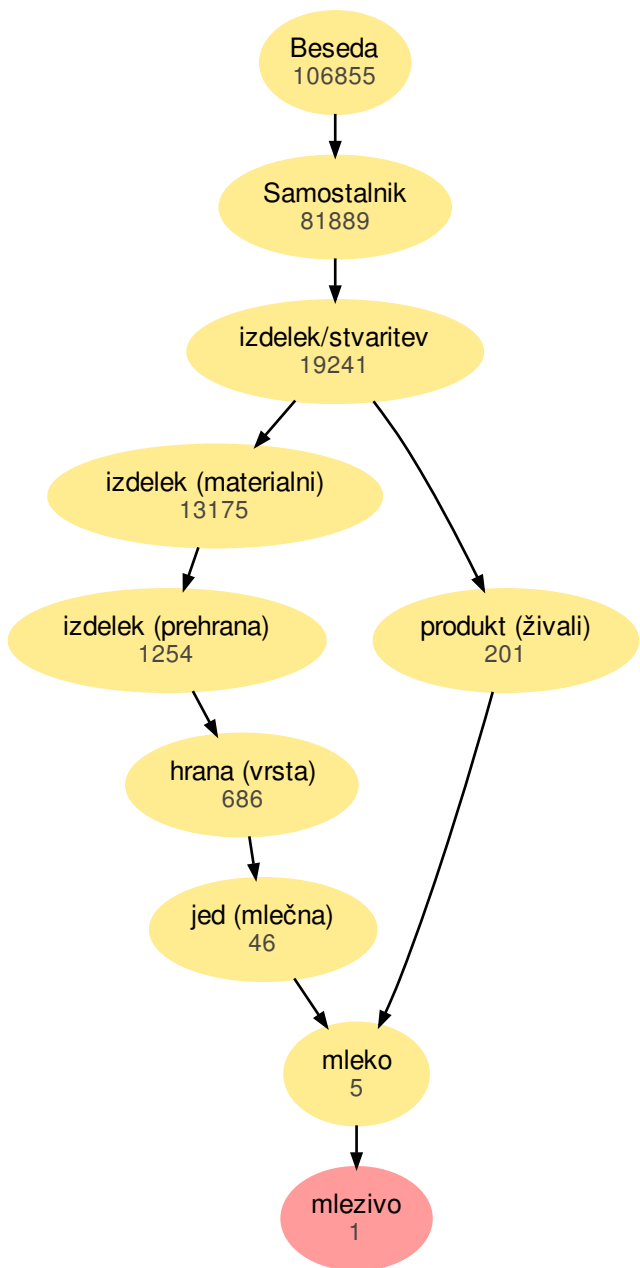 Beseda
106855
Samostalnik
81889
izdelek/stvaritev
19241
izdelek (materialni)
13175
izdelek (prehrana)
1254
produkt (živali)
201
hrana (vrsta)
686
jed (mlečna)
46
mleko
5
mlezivo
1